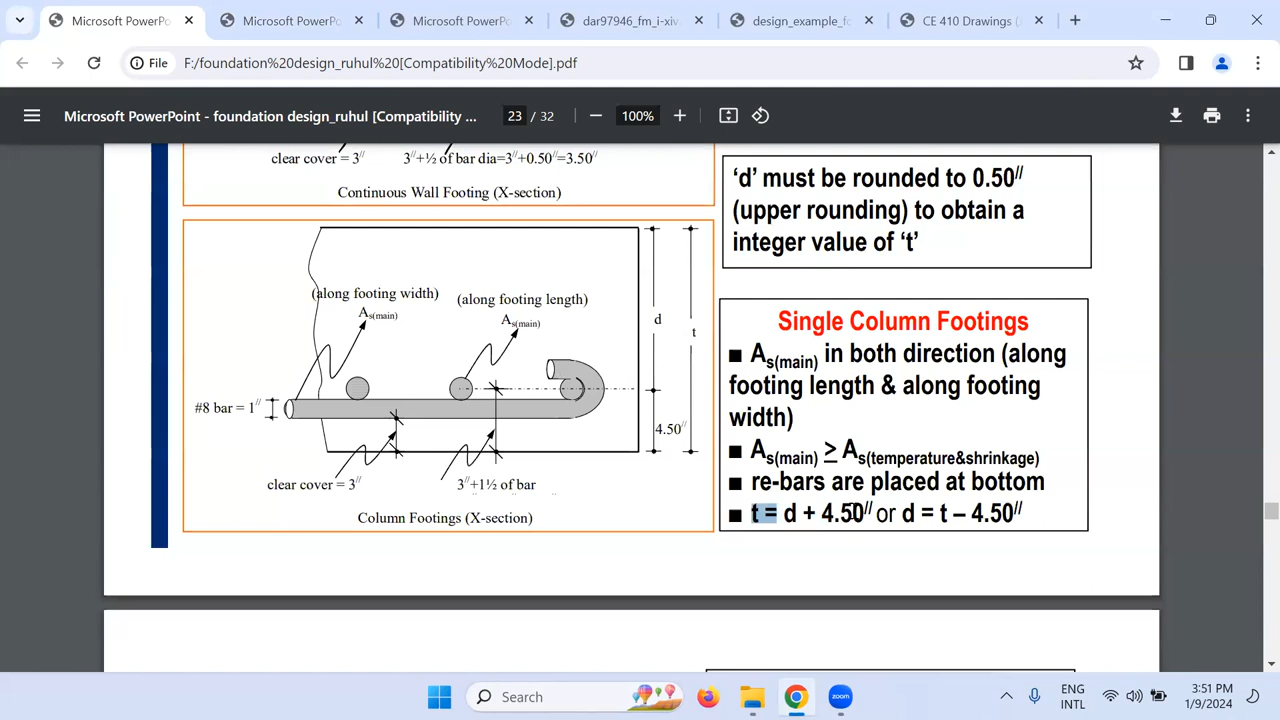 Microsoft PowerPo
Microsoft PowerPo
Microsoft PowerPo
dar97946_fm_i-xiv
design_example_fo
CE 410 Drawings (
File
F:/foundation%20design_ruhul%20[Compatibility%20Mode].pdf
Microsoft PowerPoint - foundation design_ruhul [Compatibility ...
23 / 32
100%
clear cover = 3//
3//+½ of bar dia=3//+0.50//=3.50//
Continuous Wall Footing (X-section)
'd' must be rounded to 0.50//
(upper rounding) to obtain a
integer value of 't'
(along footing width)
As(main)
(along footing length)
As(main)
d
t
#8 bar = 1//
4.50//
clear cover = 3//
3//+1½ of bar
Column Footings (X-section)
Single Column Footings
■ As(main) in both direction (along
footing length & along footing
width)
■ As(main) ≥ As(temperature&shrinkage)
■ re-bars are placed at bottom
■ t = d + 4.50// or d = t – 4.50//
Search
zoom
ENG
INTL
3:51 PM
1/9/2024